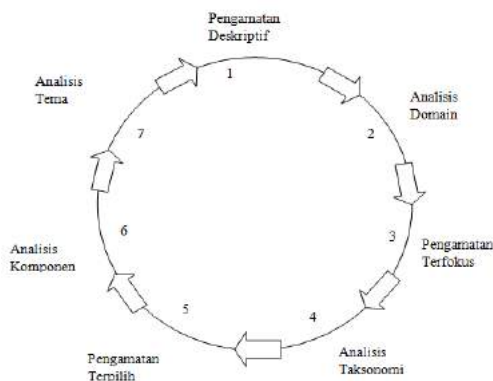 Pengamatan
Deskriptif
1
Analisis
Domain
2
Pengamatan
Terfokus
3
Analisis
Taksonomi
4
Pengamatan
Terpilih
5
Analisis
Komponen
6
Analisis
Tema
7